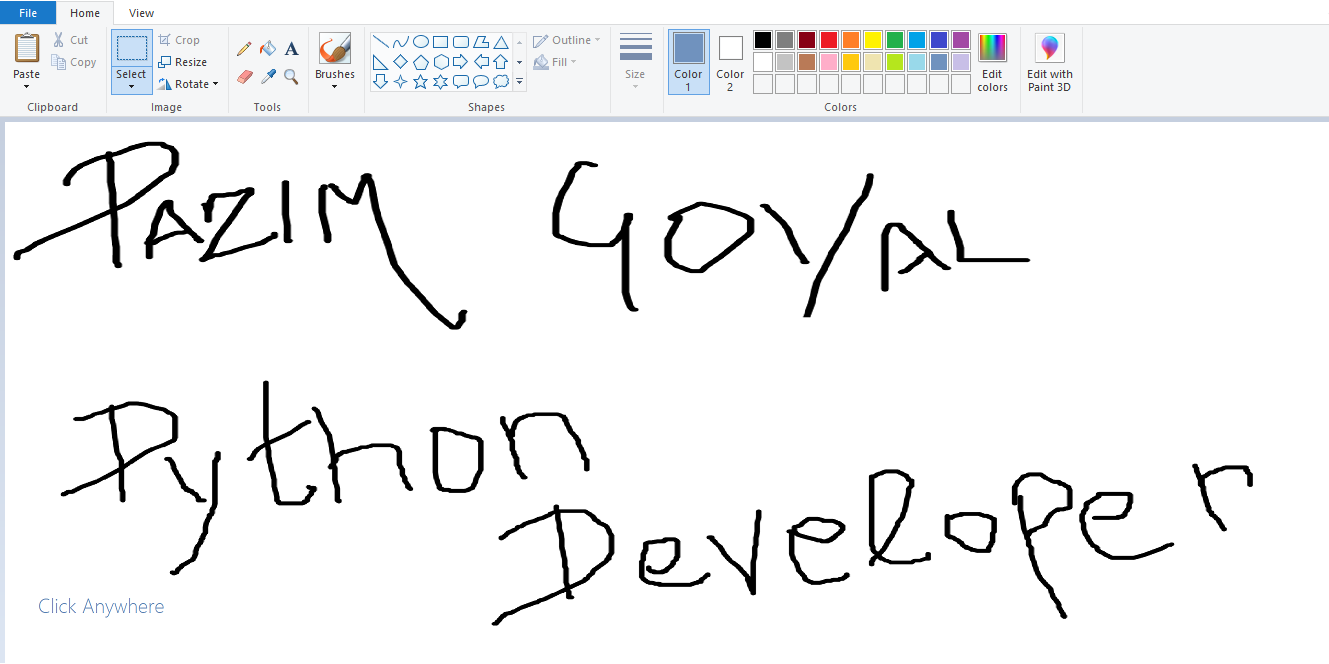 File Home View
Paste Cut Copy Clipboard
Select Crop Resize Rotate Image
Tools
Brushes
Outline Fill Shapes
Size
Color 1 Color 2 Edit colors Colors
Edit with Paint 3D
PAZIM GOYAL
Python
Developer
Click Anywhere